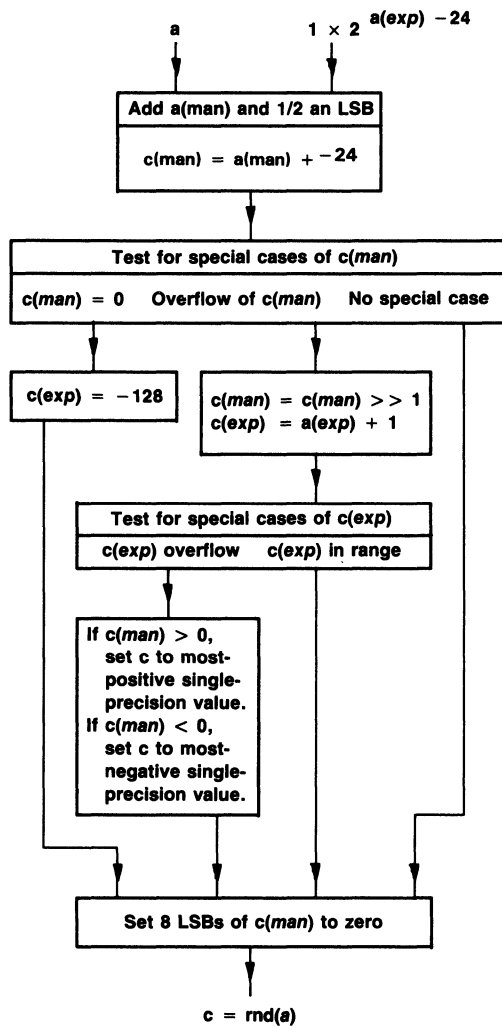 a
1 × 2 a(exp) −24
Add a(man) and 1/2 an LSB
c(man) = a(man) + −24
Test for special cases of c(man)
c(man) = 0 Overflow of c(man) No special case
c(exp) = −128
c(man) = c(man) >> 1
c(exp) = a(exp) + 1
Test for special cases of c(exp)
c(exp) overflow c(exp) in range
If c(man) > 0,
set c to most-
positive single-
precision value.
If c(man) < 0,
set c to most-
negative single-
precision value.
Set 8 LSBs of c(man) to zero
c = rnd(a)